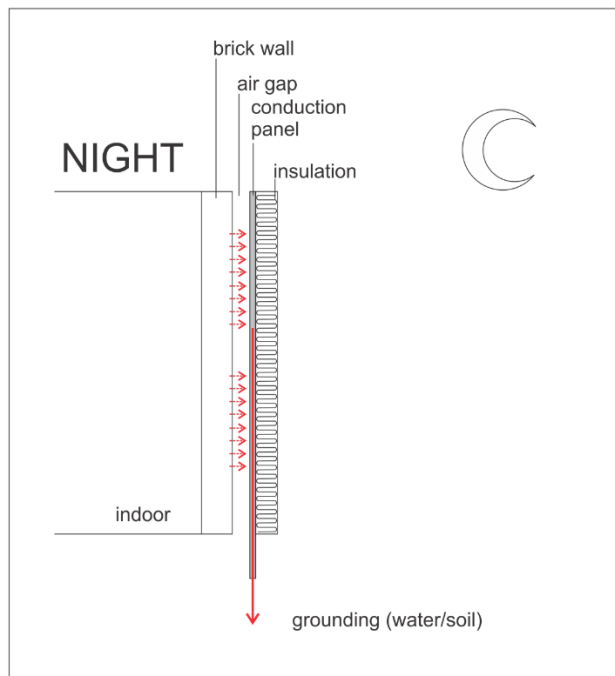 brick wall
air gap
conduction
panel
NIGHT
insulation
indoor
grounding (water/soil)